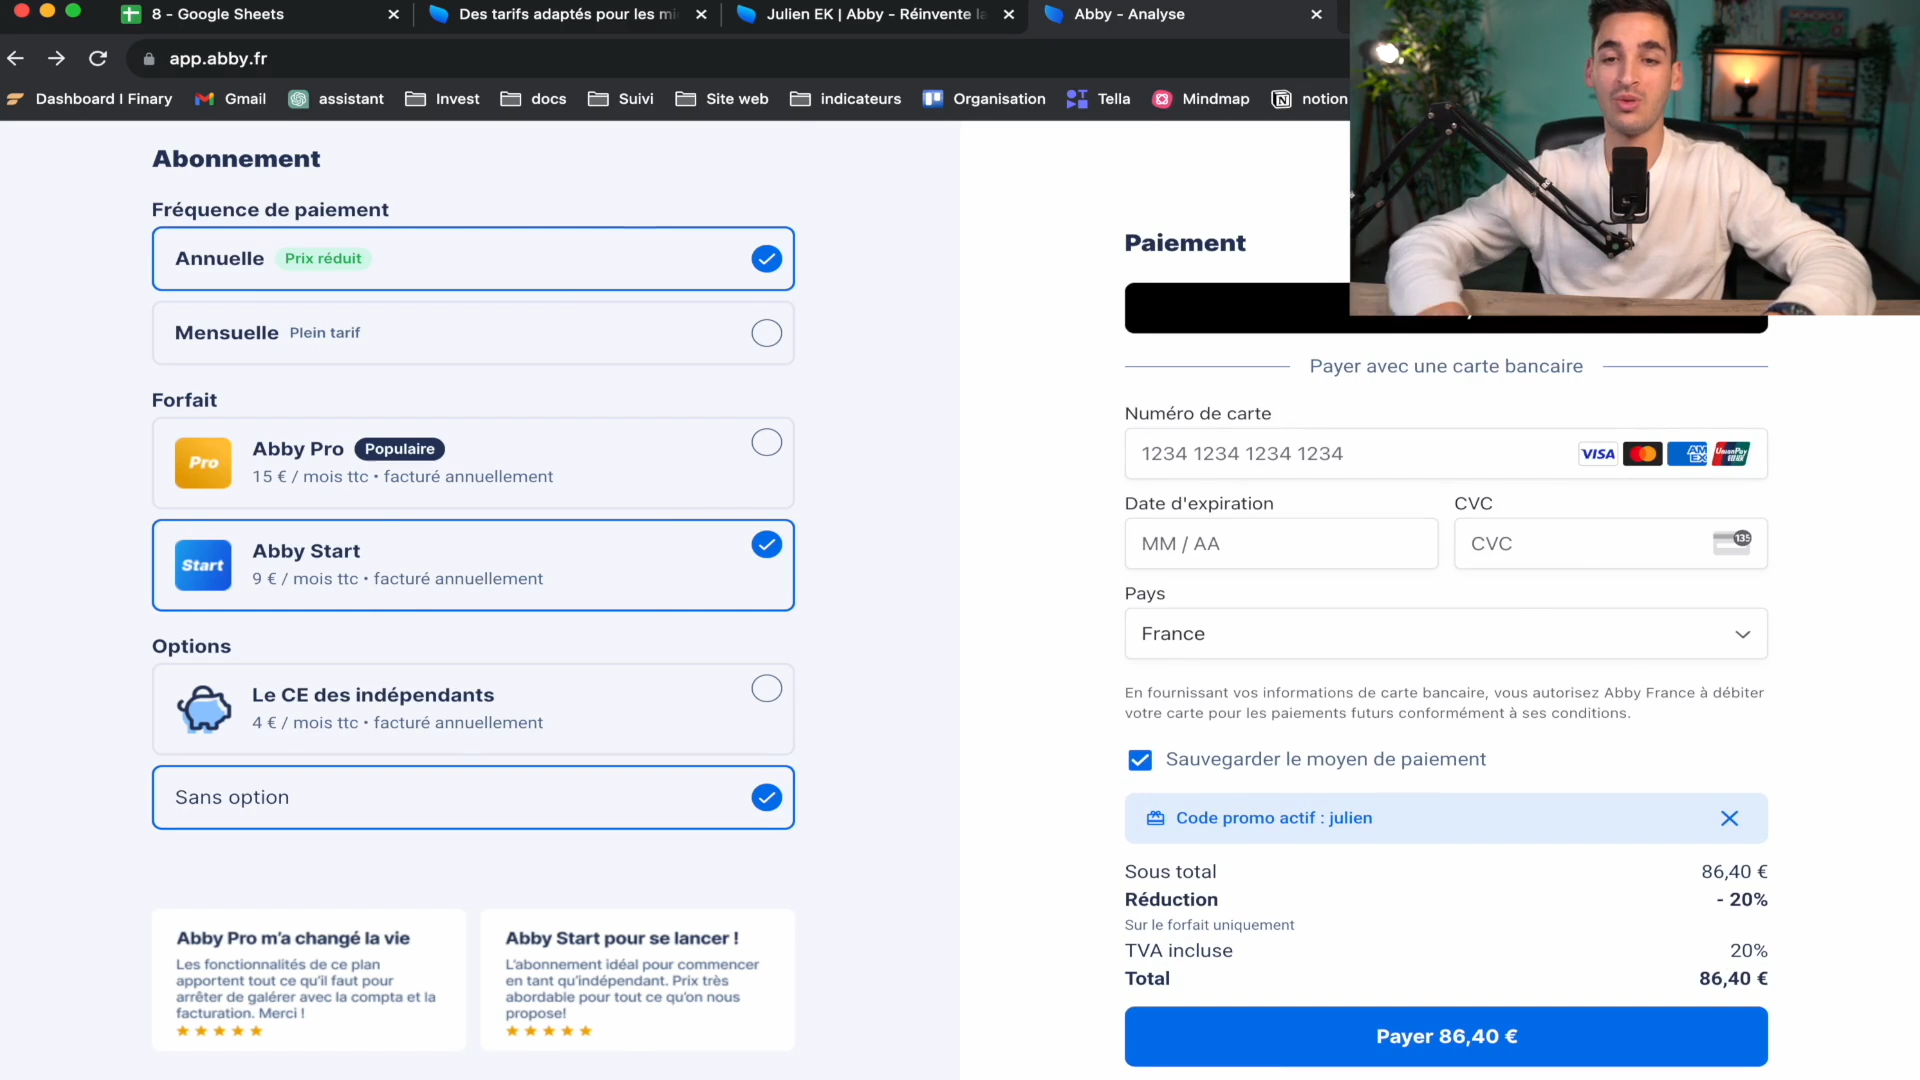 8 - Google Sheets
Des tarifs adaptés pour les mi
Julien EK | Abby - Réinvente la
Abby - Analyse
app.abby.fr
Dashboard I Finary
Gmail
assistant
Invest
docs
Suivi
Site web
indicateurs
Organisation
Tella
Mindmap
notion
Abonnement
Fréquence de paiement
Annuelle Prix réduit
Mensuelle Plein tarif
Forfait
Pro
Abby Pro Populaire
15 € / mois ttc • facturé annuellement
Start
Abby Start
9 € / mois ttc • facturé annuellement
Options
Le CE des indépendants
4 € / mois ttc • facturé annuellement
Sans option
Abby Pro m’a changé la vie
Les fonctionnalités de ce plan
apportent tout ce qu’il faut pour
arrêter de galérer avec la compta et la
facturation. Merci !
Abby Start pour se lancer !
L’abonnement idéal pour commencer
en tant qu’indépendant. Prix très
abordable pour tout ce qu’on nous
propose!
Paiement
Payer avec une carte bancaire
Numéro de carte
1234 1234 1234 1234
VISA
AM
EX
UnionPay
Date d'expiration
CVC
MM / AA
CVC
135
Pays
France
En fournissant vos informations de carte bancaire, vous autorisez Abby France à débiter
votre carte pour les paiements futurs conformément à ses conditions.
Sauvegarder le moyen de paiement
Code promo actif : julien
Sous total 86,40 €
Réduction - 20%
Sur le forfait uniquement
TVA incluse 20%
Total 86,40 €
Payer 86,40 €